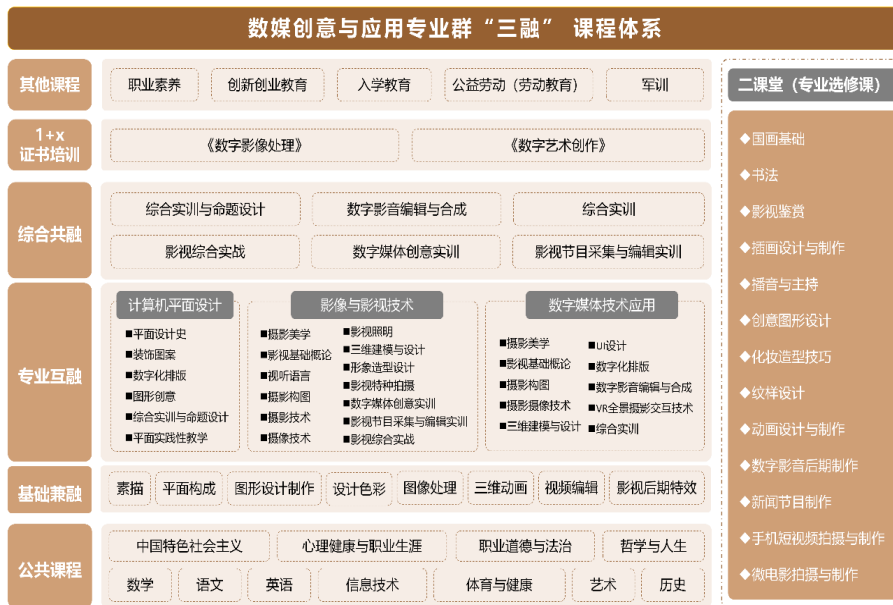 数媒创意与应用专业群“三融” 课程体系
其他课程
职业素养
创新创业教育
入学教育
公益劳动（劳动教育）
军训
1+x
证书培训
《数字影像处理》
《数字艺术创作》
综合共融
综合实训与命题设计
数字影音编辑与合成
综合实训
影视综合实战
数字媒体创意实训
影视节目采集与编辑实训
专业互融
计算机平面设计
■平面设计史
■装饰图案
■数字化排版
■图形创意
■综合实训与命题设计
■平面实践性教学
影像与影视技术
■摄影美学
■影视基础概论
■视听语言
■摄影构图
■摄影技术
■摄像技术
■影视照明
■三维建模与设计
■形象造型设计
■影视特种拍摄
■数字媒体创意实训
■影视节目采集与编辑实训
■影视综合实战
数字媒体技术应用
■摄影美学
■影视基础概论
■摄影构图
■摄影摄像技术
■三维建模与设计
■UI设计
■数字化排版
■数字影音编辑与合成
■VR全景摄影交互技术
■综合实训
基础兼融
素描
平面构成
图形设计制作
设计色彩
图像处理
三维动画
视频编辑
影视后期特效
公共课程
中国特色社会主义
心理健康与职业生涯
职业道德与法治
哲学与人生
数学
语文
英语
信息技术
体育与健康
艺术
历史
二课堂（专业选修课）
◆国画基础
◆书法
◆影视鉴赏
◆插画设计与制作
◆播音与主持
◆创意图形设计
◆化妆造型技巧
◆纹样设计
◆动画设计与制作
◆数字影音后期制作
◆新闻节目制作
◆手机短视频拍摄与制作
◆微电影拍摄与制作